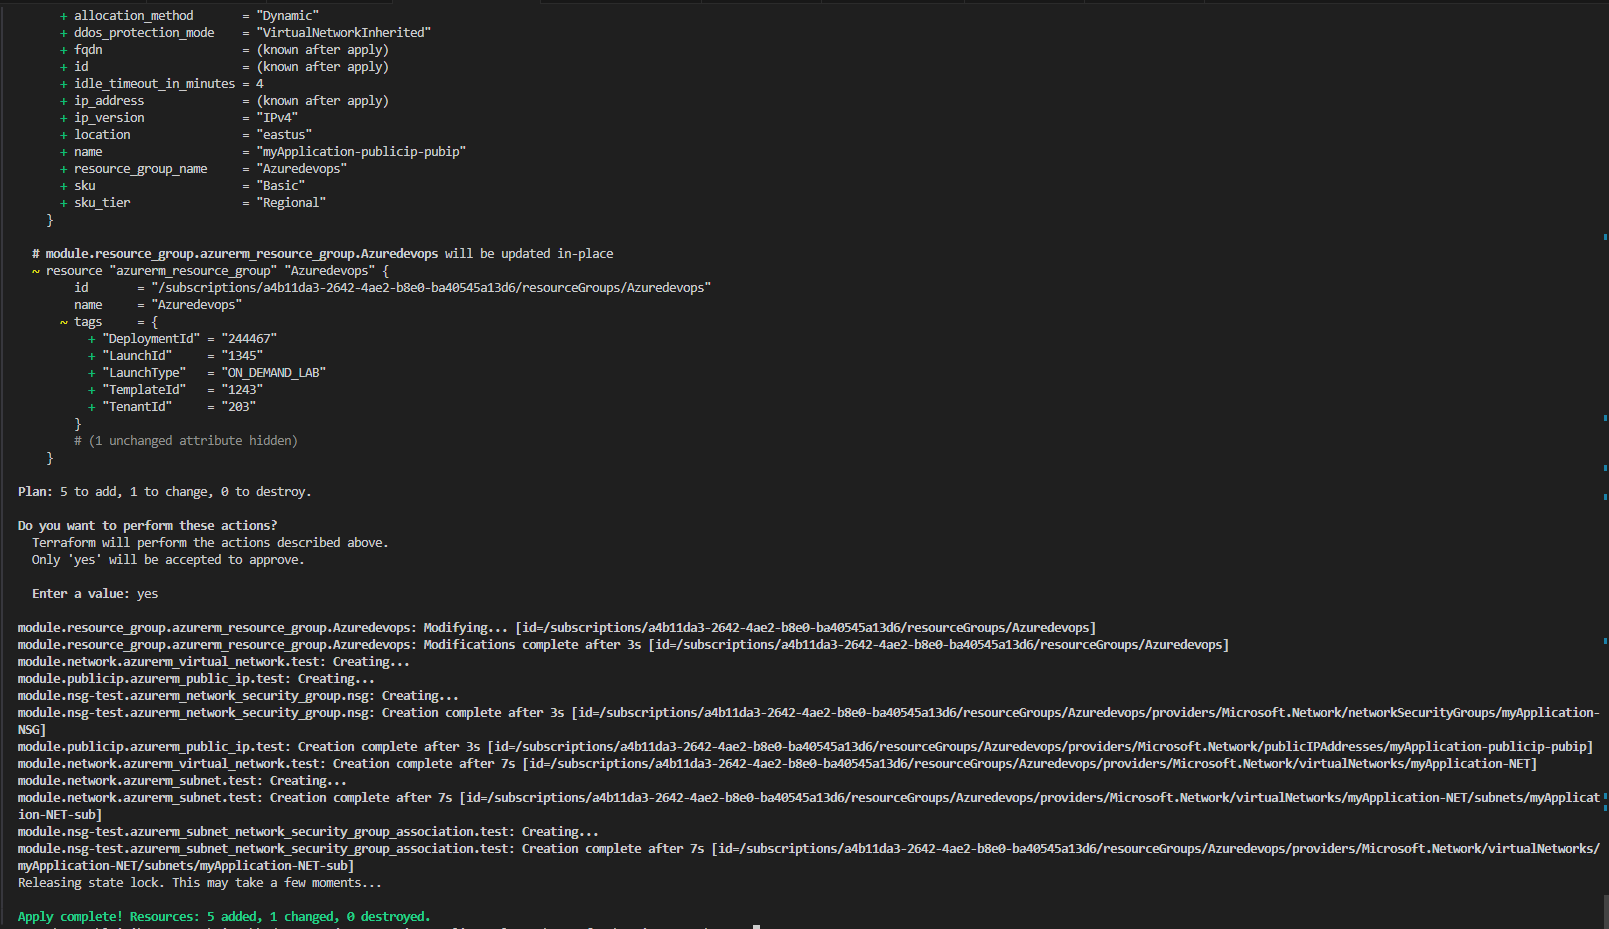 + allocation_method       = "Dynamic"
+ ddos_protection_mode    = "VirtualNetworkInherited"
+ fqdn                    = (known after apply)
+ id                      = (known after apply)
+ idle_timeout_in_minutes = 4
+ ip_address              = (known after apply)
+ ip_version              = "IPv4"
+ location                = "eastus"
+ name                    = "myApplication-publicip-pubip"
+ resource_group_name     = "Azuredevops"
+ sku                     = "Basic"
+ sku_tier                = "Regional"
}
# module.resource_group.azurerm_resource_group.Azuredevops will be updated in-place
~ resource "azurerm_resource_group" "Azuredevops" {
id       = "/subscriptions/a4b11da3-2642-4ae2-b8e0-ba40545a13d6/resourceGroups/Azuredevops"
name     = "Azuredevops"
~ tags     = {
+ "DeploymentId" = "244467"
+ "LaunchId"     = "1345"
+ "LaunchType"   = "ON_DEMAND_LAB"
+ "TemplateId"   = "1243"
+ "TenantId"     = "203"
}
# (1 unchanged attribute hidden)
}
Plan: 5 to add, 1 to change, 0 to destroy.
Do you want to perform these actions?
Terraform will perform the actions described above.
Only 'yes' will be accepted to approve.
Enter a value: yes
module.resource_group.azurerm_resource_group.Azuredevops: Modifying... [id=/subscriptions/a4b11da3-2642-4ae2-b8e0-ba40545a13d6/resourceGroups/Azuredevops]
module.resource_group.azurerm_resource_group.Azuredevops: Modifications complete after 3s [id=/subscriptions/a4b11da3-2642-4ae2-b8e0-ba40545a13d6/resourceGroups/Azuredevops]
module.network.azurerm_virtual_network.test: Creating...
module.publicip.azurerm_public_ip.test: Creating...
module.nsg-test.azurerm_network_security_group.nsg: Creating...
module.nsg-test.azurerm_network_security_group.nsg: Creation complete after 3s [id=/subscriptions/a4b11da3-2642-4ae2-b8e0-ba40545a13d6/resourceGroups/Azuredevops/providers/Microsoft.Network/networkSecurityGroups/myApplication-
NSG]
module.publicip.azurerm_public_ip.test: Creation complete after 3s [id=/subscriptions/a4b11da3-2642-4ae2-b8e0-ba40545a13d6/resourceGroups/Azuredevops/providers/Microsoft.Network/publicIPAddresses/myApplication-publicip-pubip]
module.network.azurerm_virtual_network.test: Creation complete after 7s [id=/subscriptions/a4b11da3-2642-4ae2-b8e0-ba40545a13d6/resourceGroups/Azuredevops/providers/Microsoft.Network/virtualNetworks/myApplication-NET]
module.network.azurerm_subnet.test: Creating...
module.network.azurerm_subnet.test: Creation complete after 7s [id=/subscriptions/a4b11da3-2642-4ae2-b8e0-ba40545a13d6/resourceGroups/Azuredevops/providers/Microsoft.Network/virtualNetworks/myApplication-NET/subnets/myApplicat
ion-NET-sub]
module.nsg-test.azurerm_subnet_network_security_group_association.test: Creating...
module.nsg-test.azurerm_subnet_network_security_group_association.test: Creation complete after 7s [id=/subscriptions/a4b11da3-2642-4ae2-b8e0-ba40545a13d6/resourceGroups/Azuredevops/providers/Microsoft.Network/virtualNetworks/
myApplication-NET/subnets/myApplication-NET-sub]
Releasing state lock. This may take a few moments...
Apply complete! Resources: 5 added, 1 changed, 0 destroyed.